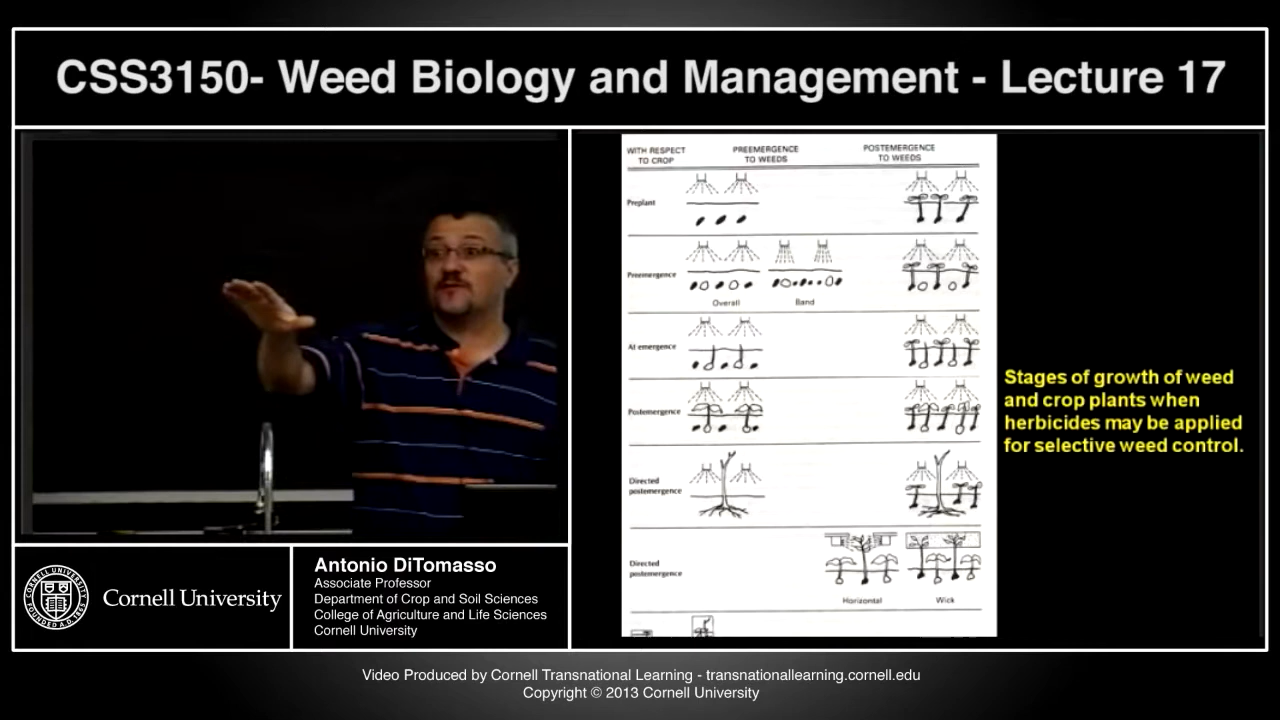 CSS3150- Weed Biology and Management - Lecture 17
WITH RESPECT
TO CROP
PREEMERGENCE
TO WEEDS
POSTEMERGENCE
TO WEEDS
Preplant
Preemergence
Overall
Band
At emergence
Postemergence
Directed
postemergence
Directed
postemergence
Horizontal
Wick
Stages of growth of weed
and crop plants when
herbicides may be applied
for selective weed control.
Cornell University
Antonio DiTomasso
Associate Professor
Department of Crop and Soil Sciences
College of Agriculture and Life Sciences
Cornell University
Video Produced by Cornell Transnational Learning - transnationallearning.cornell.edu
Copyright © 2013 Cornell University